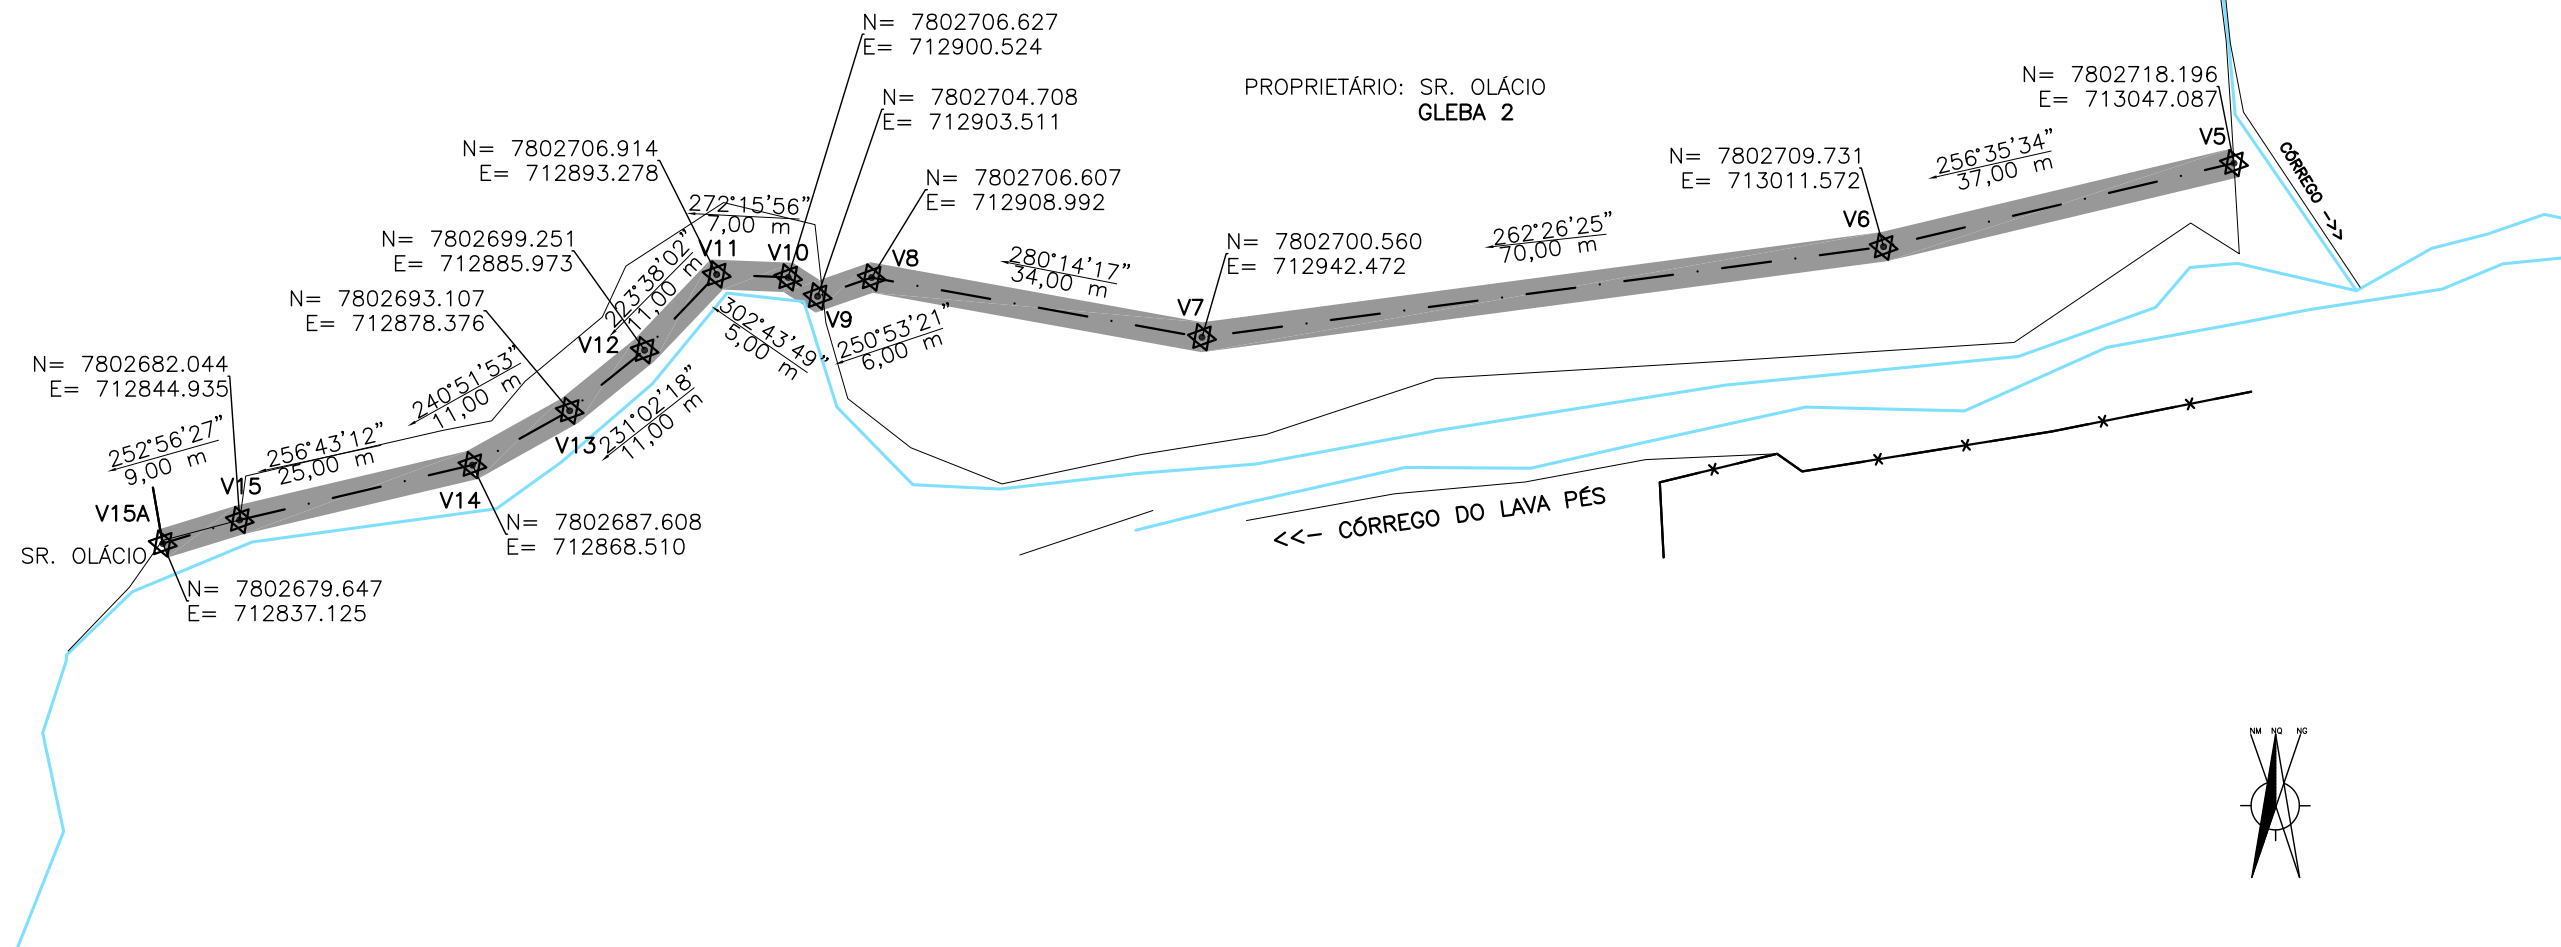 N= 7802706.627
E= 712900.524
N= 7802704.708
E= 712903.511
PROPRIETÁRIO: SR. OLÁCIO
GLEBA 2
N= 7802718.196
E= 713047.087
V5
CÓRREGO ->>
N= 7802706.914
E= 712893.278
N= 7802706.607
E= 712908.992
N= 7802709.731
E= 713011.572
256°35'34"
37,00 m
272°15'56"
7,00 m
V6
262°26'25"
70,00 m
N= 7802699.251
E= 712885.973
223°38'02"
11,00 m
V11
V10
V8
280°14'17"
34,00 m
N= 7802700.560
E= 712942.472
V7
N= 7802693.107
E= 712878.376
302°43'49"
5,00 m
V9
250°53'21"
6,00 m
V12
N= 7802682.044
E= 712844.935
240°51'53"
11,00 m
231°02'18"
11,00 m
V13
252°56'27"
9,00 m
256°43'12"
25,00 m
V15
V14
V15A
SR. OLÁCIO
N= 7802687.608
E= 712868.510
<<- CÓRREGO DO LAVA PÉS
N= 7802679.647
E= 712837.125
NM NQ NG